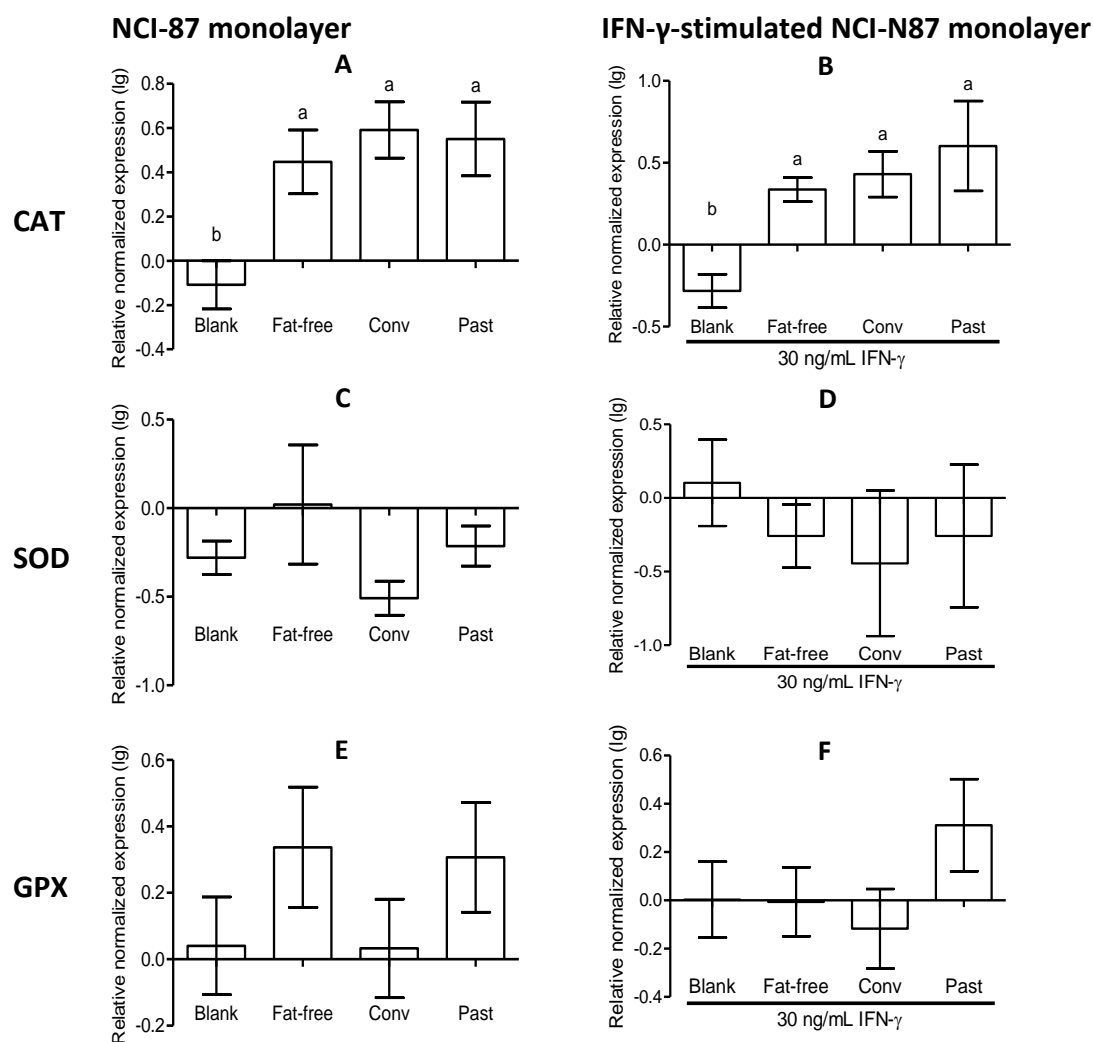 NCI-87 monolayer
IFN-γ-stimulated NCI-N87 monolayer
CAT
A
Relative normalized expression (lg)
0.8
0.6
0.4
0.2
0.0
-0.2
-0.4
b
a
a
a
Blank Fat-free Conv Past
B
Relative normalized expression (lg)
1.0
0.5
0.0
-0.5
b
a
a
a
Blank Fat-free Conv Past
30 ng/mL IFN-γ
SOD
C
Relative normalized expression (lg)
0.5
0.0
-0.5
-1.0
Blank Fat-free Conv Past
D
Relative normalized expression (lg)
0.5
0.0
-0.5
-1.0
Blank Fat-free Conv Past
30 ng/mL IFN-γ
GPX
E
Relative normalized expression (lg)
0.6
0.4
0.2
0.0
-0.2
Blank Fat-free Conv Past
F
Relative normalized expression (lg)
0.6
0.4
0.2
0.0
-0.2
-0.4
Blank Fat-free Conv Past
30 ng/mL IFN-γ